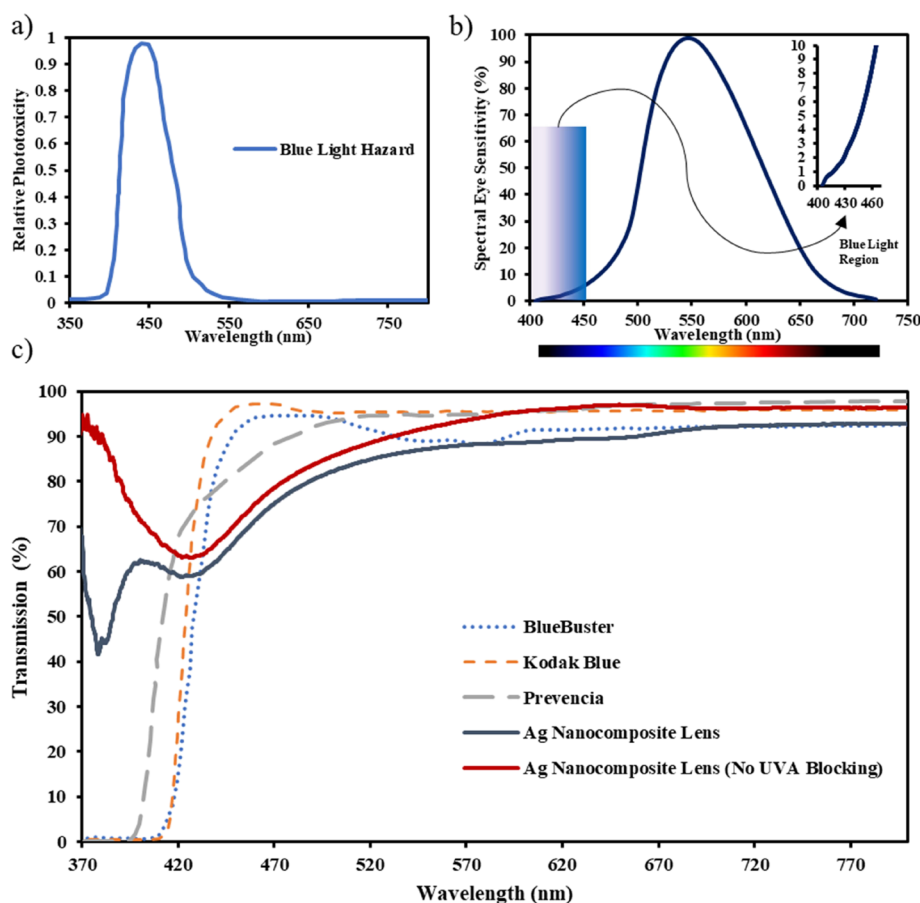 a)
1
0.9
0.8
0.7
0.6
0.5
0.4
0.3
0.2
0.1
0
Relative Phototoxicity
Blue Light Hazard
350 450 550 650 750
Wavelength (nm)
b)
100
90
80
70
60
50
40
30
20
10
0
Spectral Eye Sensitivity (%)
10
9
8
7
6
5
4
3
2
1
0
400 430 460
Blue Light
Region
400 450 500 550 600 650 700 750
Wavelength (nm)
c)
100
90
80
70
60
50
40
30
20
10
0
Transmission (%)
BlueBuster
Kodak Blue
Prevencia
Ag Nanocomposite Lens
Ag Nanocomposite Lens (No UVA Blocking)
370 420 470 520 570 620 670 720 770
Wavelength (nm)